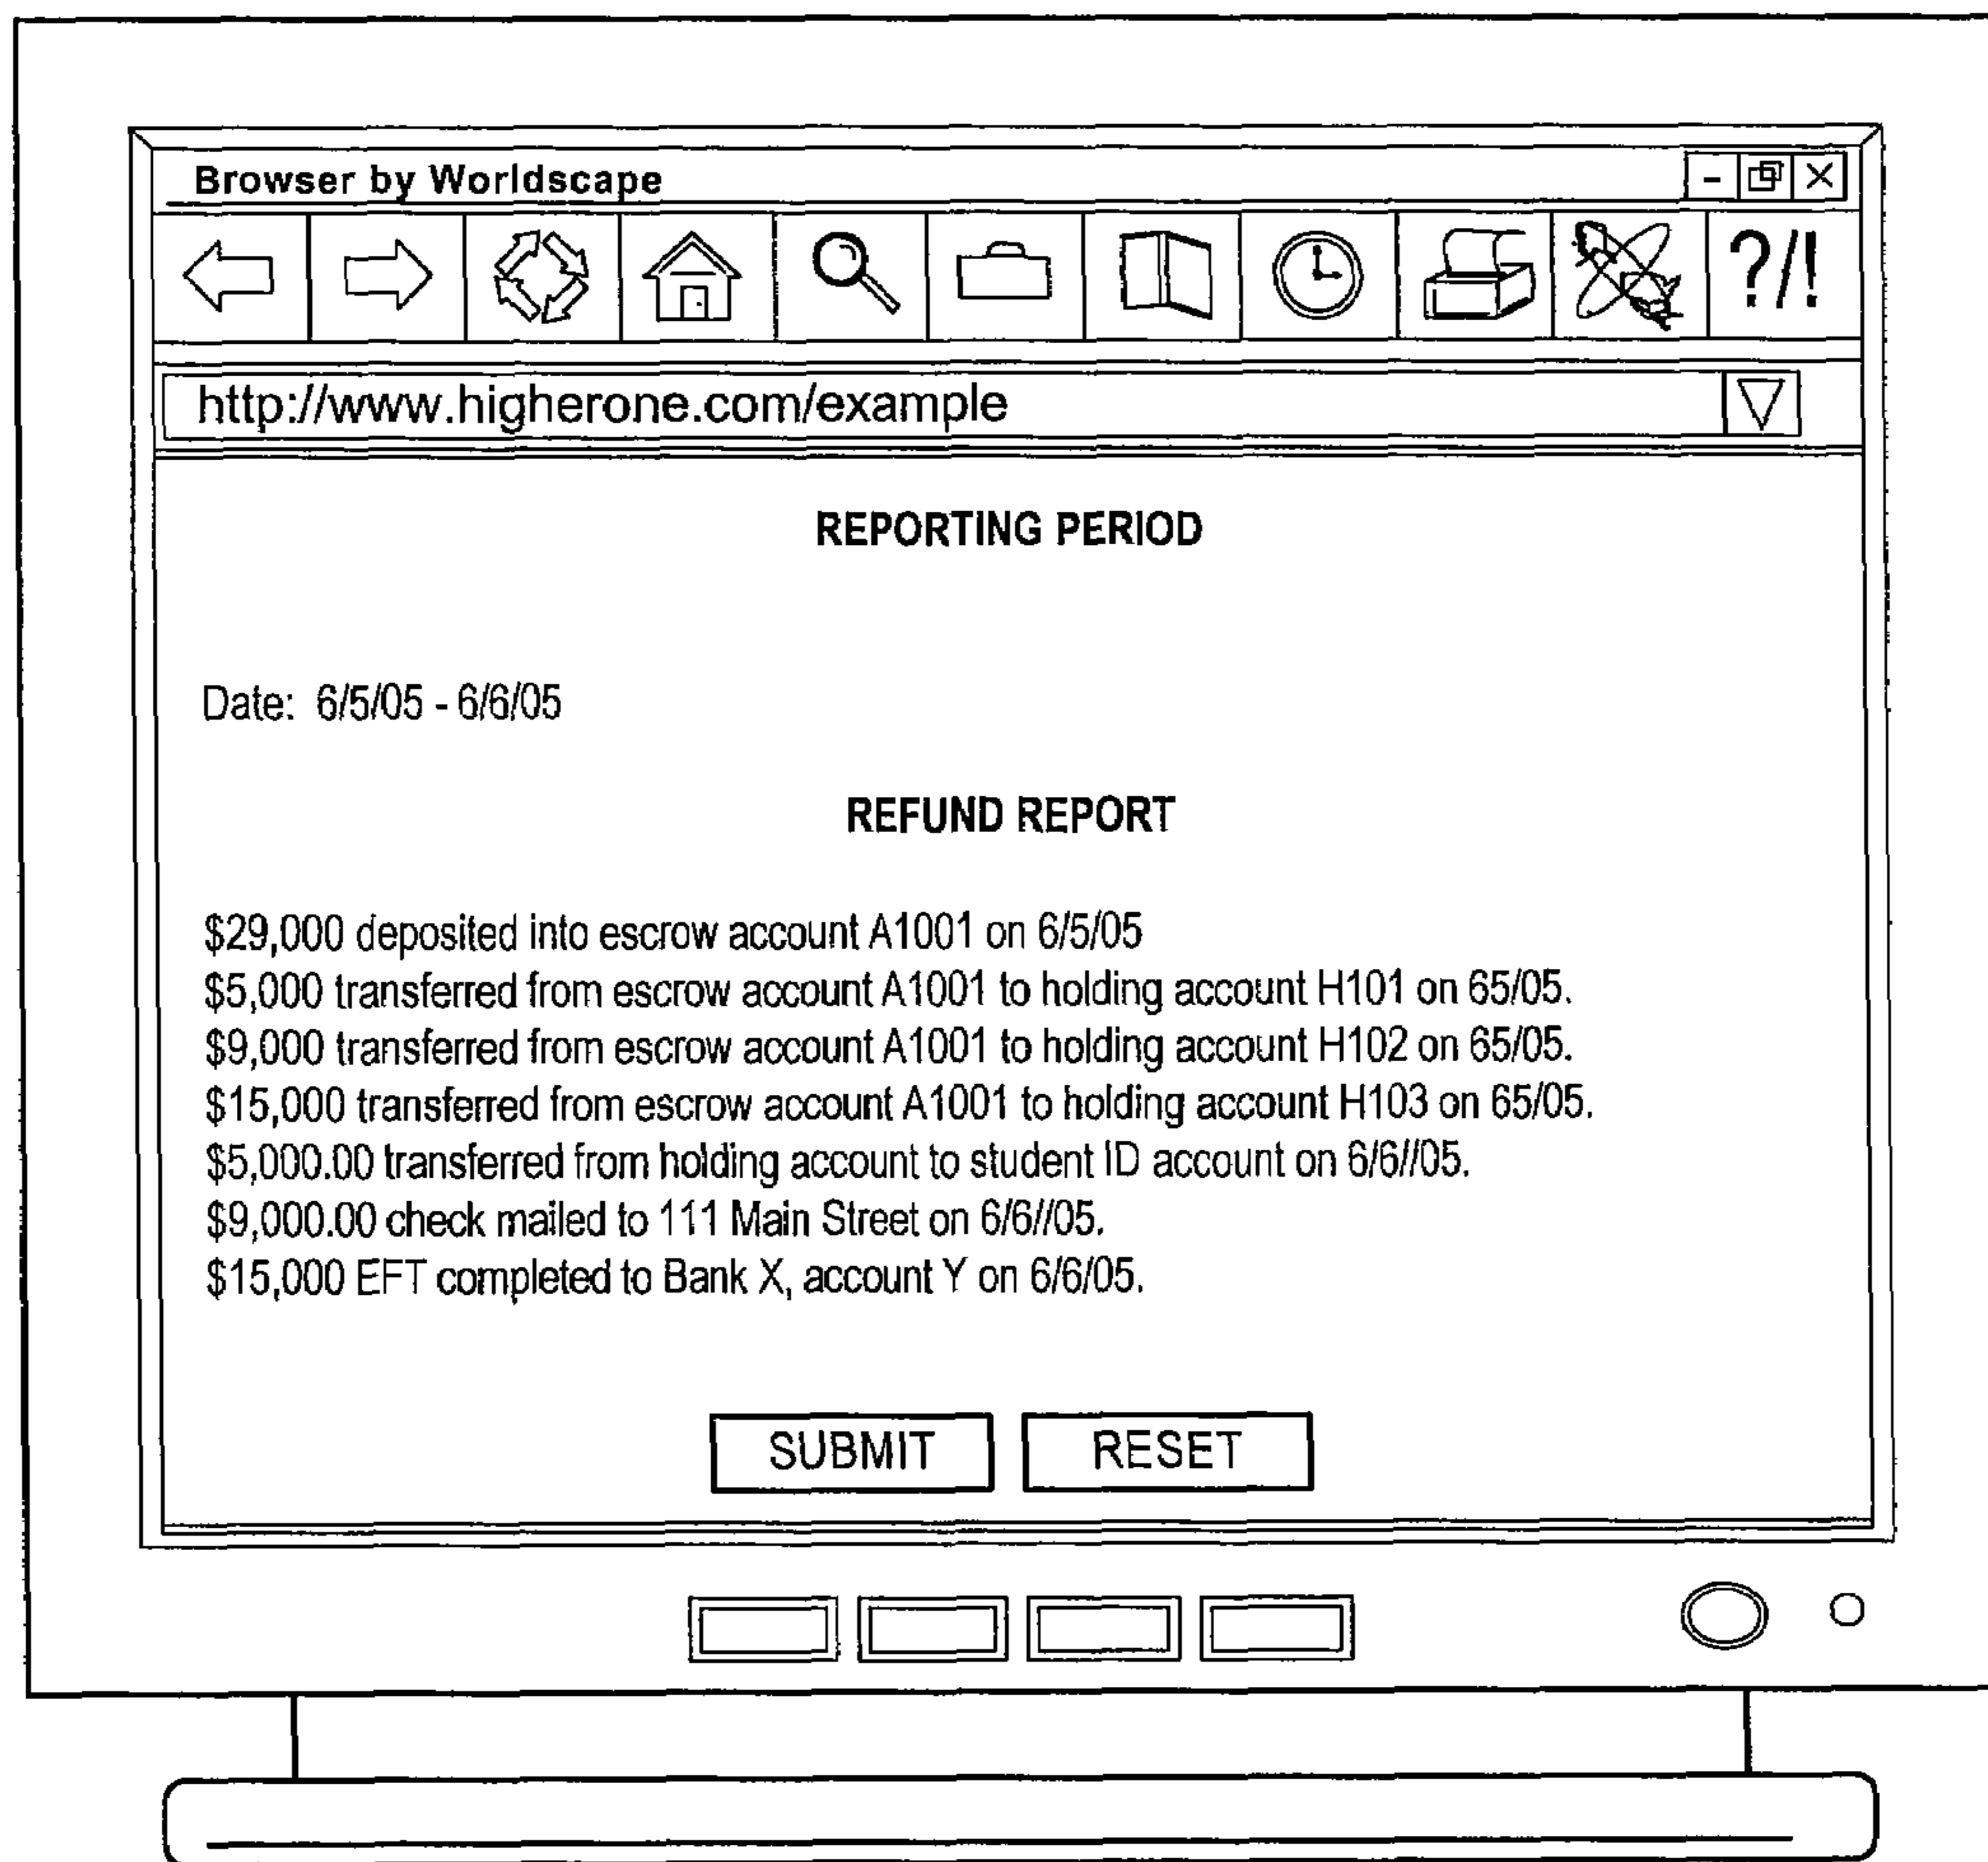 Browser by Worldscape
?/!
http://www.higherone.com/example
REPORTING PERIOD
Date: 6/5/05 - 6/6/05
REFUND REPORT
$29,000 deposited into escrow account A1001 on 6/5/05
$5,000 transferred from escrow account A1001 to holding account H101 on 65/05.
$9,000 transferred from escrow account A1001 to holding account H102 on 65/05.
$15,000 transferred from escrow account A1001 to holding account H103 on 65/05.
$5,000.00 transferred from holding account to student ID account on 6/6//05.
$9,000.00 check mailed to 111 Main Street on 6/6//05.
$15,000 EFT completed to Bank X, account Y on 6/6/05.
SUBMIT RESET